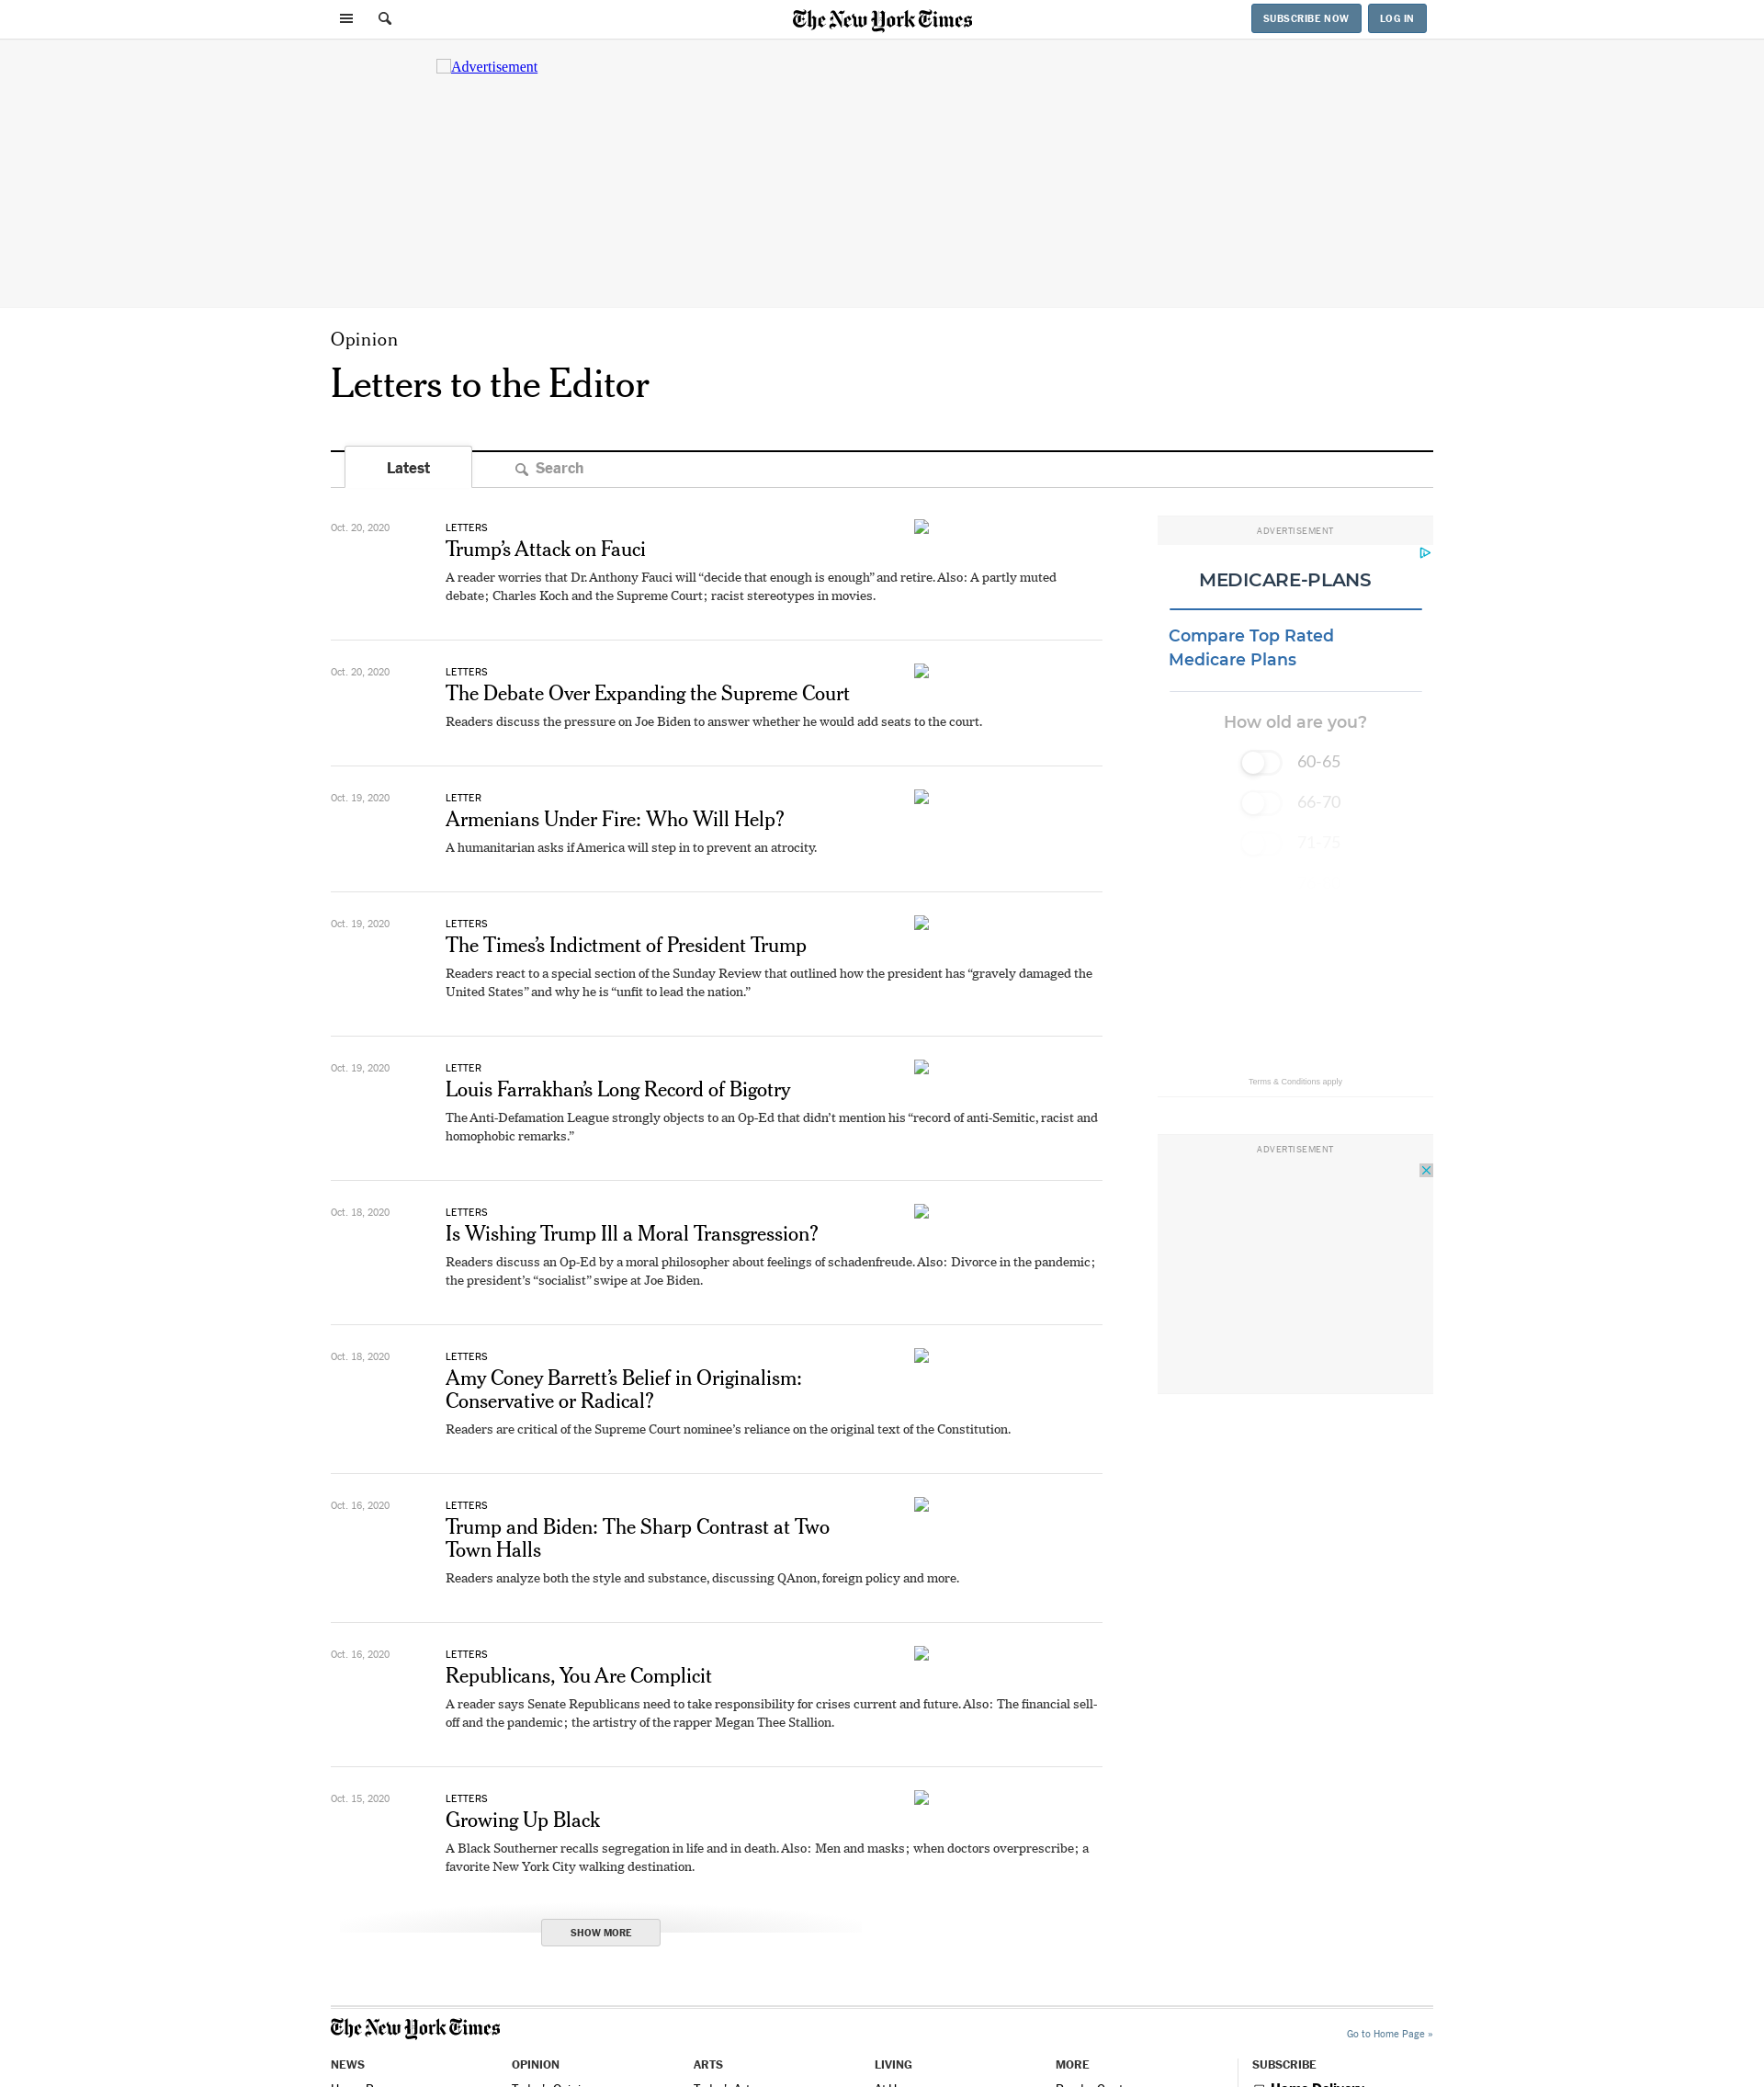 The New York Times
SUBSCRIBE NOW
LOG IN
Advertisement
Opinion
Letters to the Editor
Latest
Search
Oct. 20, 2020
LETTERS
Trump’s Attack on Fauci
A reader worries that Dr. Anthony Fauci will “decide that enough is enough” and retire. Also: A partly muted
debate; Charles Koch and the Supreme Court; racist stereotypes in movies.
Oct. 20, 2020
LETTERS
The Debate Over Expanding the Supreme Court
Readers discuss the pressure on Joe Biden to answer whether he would add seats to the court.
Oct. 19, 2020
LETTER
Armenians Under Fire: Who Will Help?
A humanitarian asks if America will step in to prevent an atrocity.
Oct. 19, 2020
LETTERS
The Times’s Indictment of President Trump
Readers react to a special section of the Sunday Review that outlined how the president has “gravely damaged the
United States” and why he is “unfit to lead the nation.”
Oct. 19, 2020
LETTER
Louis Farrakhan’s Long Record of Bigotry
The Anti-Defamation League strongly objects to an Op-Ed that didn’t mention his “record of anti-Semitic, racist and
homophobic remarks.”
Oct. 18, 2020
LETTERS
Is Wishing Trump Ill a Moral Transgression?
Readers discuss an Op-Ed by a moral philosopher about feelings of schadenfreude. Also: Divorce in the pandemic;
the president’s “socialist” swipe at Joe Biden.
Oct. 18, 2020
LETTERS
Amy Coney Barrett’s Belief in Originalism:
Conservative or Radical?
Readers are critical of the Supreme Court nominee’s reliance on the original text of the Constitution.
Oct. 16, 2020
LETTERS
Trump and Biden: The Sharp Contrast at Two
Town Halls
Readers analyze both the style and substance, discussing QAnon, foreign policy and more.
Oct. 16, 2020
LETTERS
Republicans, You Are Complicit
A reader says Senate Republicans need to take responsibility for crises current and future. Also: The financial sell-
off and the pandemic; the artistry of the rapper Megan Thee Stallion.
Oct. 15, 2020
LETTERS
Growing Up Black
A Black Southerner recalls segregation in life and in death. Also: Men and masks; when doctors overprescribe; a
favorite New York City walking destination.
SHOW MORE
ADVERTISEMENT
MEDICARE-PLANS
Compare Top Rated
Medicare Plans
How old are you?
60-65
66-70
71-75
Terms & Conditions apply
ADVERTISEMENT
The New York Times
Go to Home Page »
NEWS
OPINION
ARTS
LIVING
MORE
SUBSCRIBE
Home Delivery